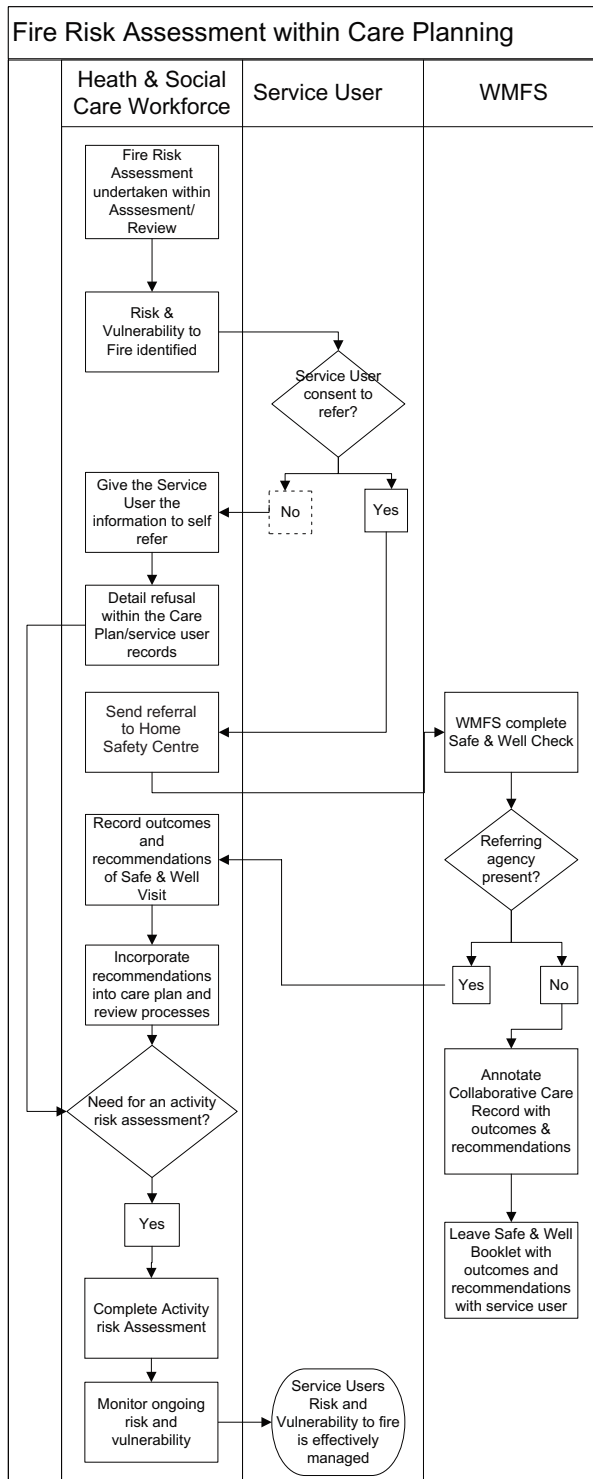 Fire Risk Assessment within Care Planning
Heath & Social
Care Workforce
Service User
WMFS
Fire Risk
Assessment
undertaken within
Asssesment/
Review
Risk &
Vulnerability to
Fire identified
Service User
consent to
refer?
No
Yes
Give the Service
User the
information to self
refer
Detail refusal
within the Care
Plan/service user
records
Send referral
to Home
Safety Centre
WMFS complete
Safe & Well Check
Referring
agency
present?
Yes
No
Record outcomes
and
recommendations
of Safe & Well
Visit
Incorporate
recommendations
into care plan and
review processes
Annotate
Collaborative Care
Record with
outcomes &
recommendations
Leave Safe & Well
Booklet with
outcomes and
recommendations
with service user
Need for an activity
risk assessment?
Yes
Complete Activity
risk Assessment
Monitor ongoing
risk and
vulnerability
Service Users
Risk and
Vulnerability to fire
is effectively
managed